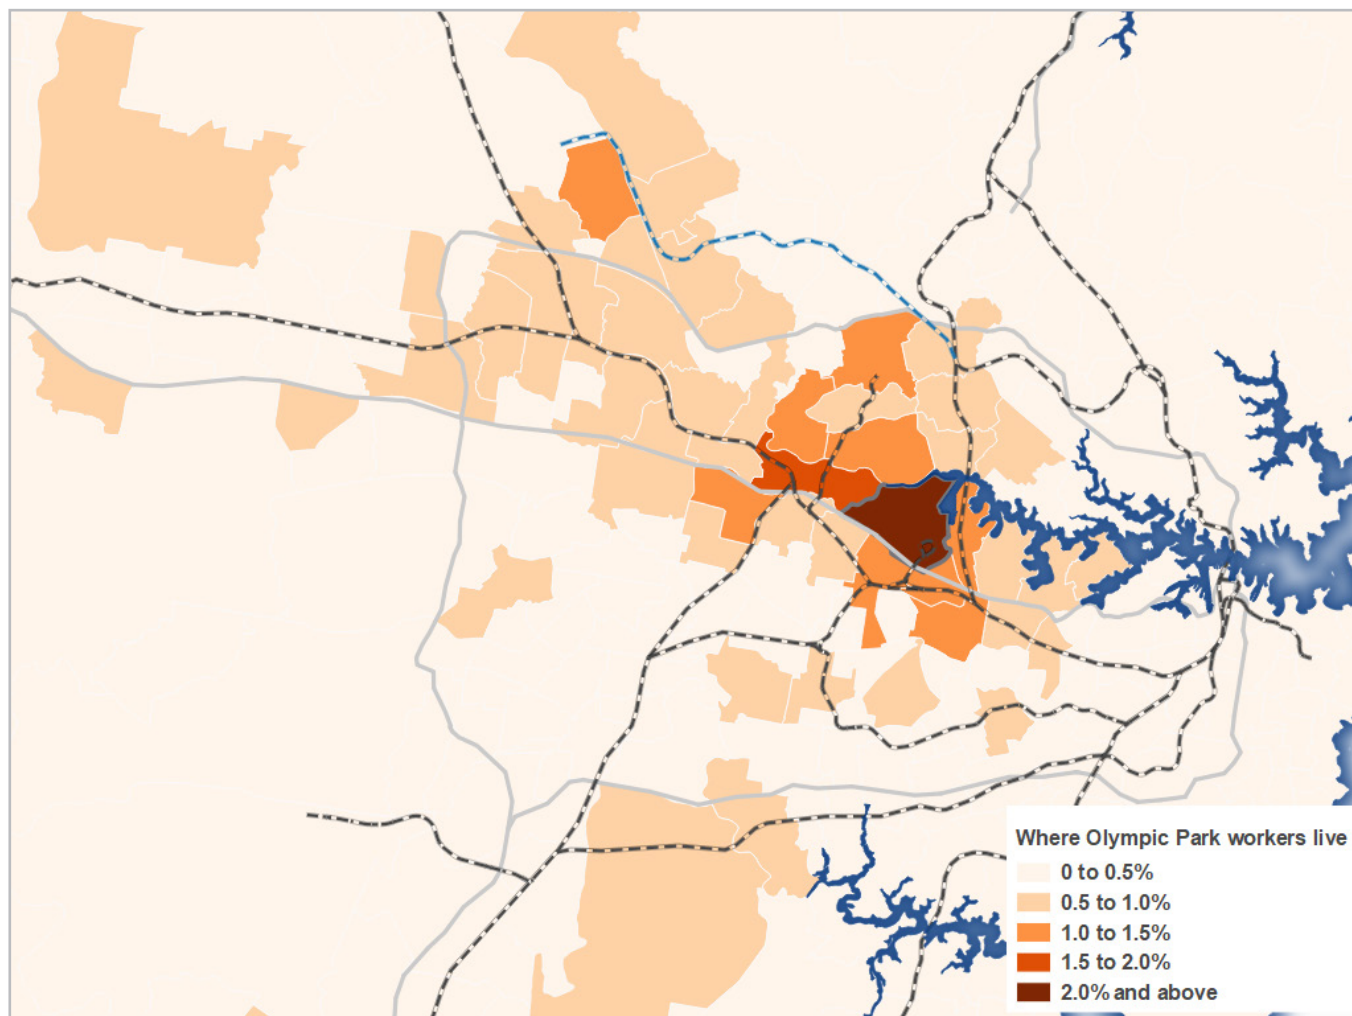 Where Olympic Park workers live
0 to 0.5%
0.5 to 1.0%
1.0 to 1.5%
1.5 to 2.0%
2.0% and above